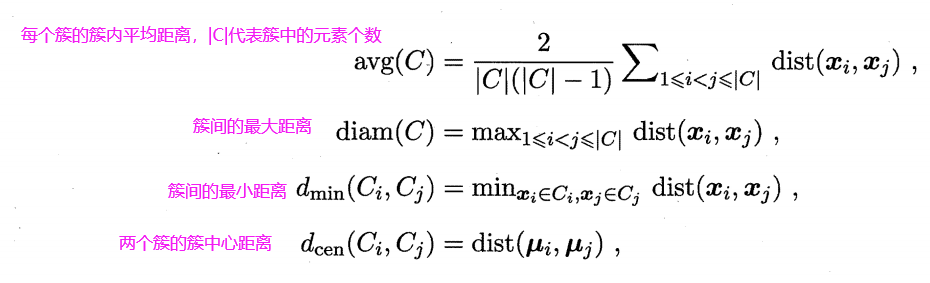 每个簇的簇内平均距离，|C|代表簇中的元素个数
avg(C) = 2/(|C|(|C| − 1)) ∑_{1⩽i<j⩽|C|} dist(x_i, x_j) ,
簇间的最大距离 diam(C) = max_{1⩽i<j⩽|C|} dist(x_i, x_j) ,
簇间的最小距离 d_min(C_i, C_j) = min_{x_i∈C_i,x_j∈C_j} dist(x_i, x_j) ,
两个簇的簇中心距离 d_cen(C_i, C_j) = dist(μ_i, μ_j) ,